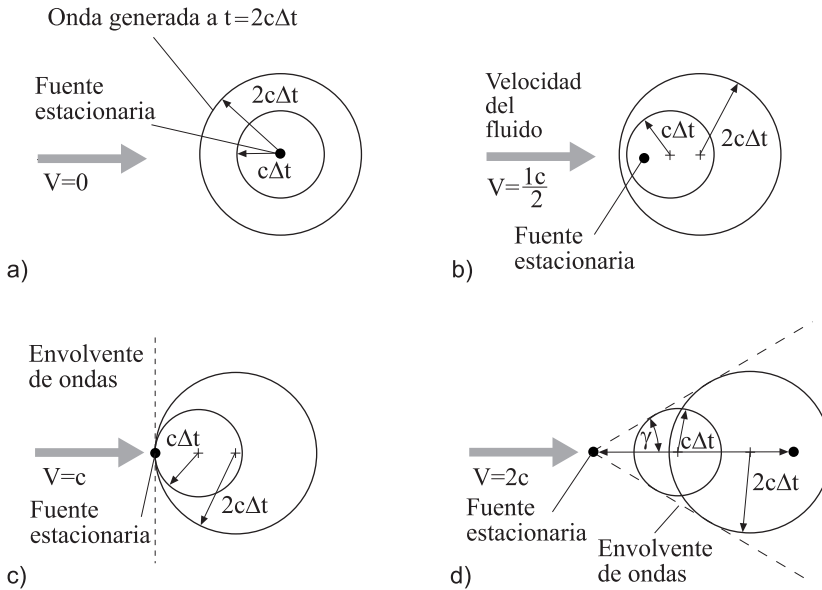 Onda generada a t=2cΔt
Fuente
estacionaria
2cΔt
cΔt
V=0
a)
Velocidad
del
fluido
cΔt
2cΔt
V=1c
2
Fuente
estacionaria
b)
Envolvente
de ondas
cΔt
V=c
2cΔt
Fuente
estacionaria
c)
γ
cΔt
V=2c
2cΔt
Fuente
estacionaria
Envolvente
de ondas
d)